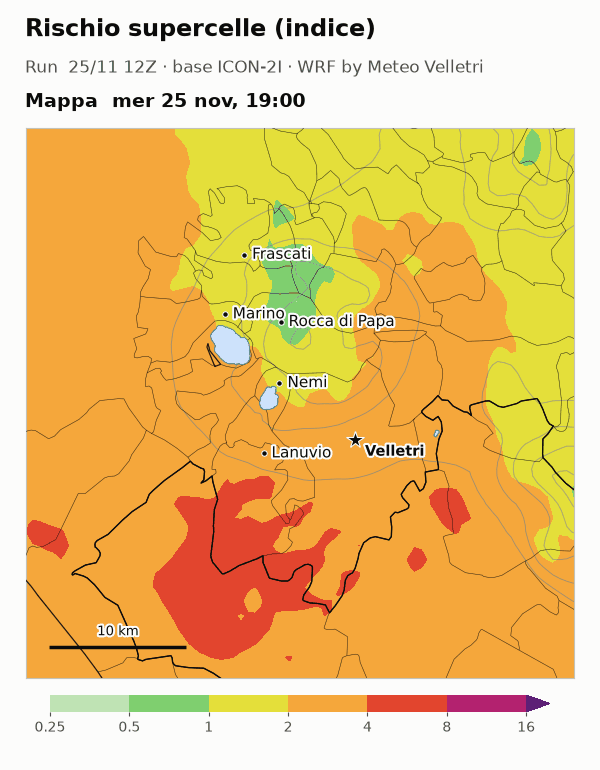 Rischio supercelle (indice)
Run  25/11 12Z · base ICON-2I · WRF by Meteo Velletri
Mappa  mer 25 nov, 19:00
Frascati
Marino
Rocca di Papa
Nemi
Velletri
Lanuvio
10 km
0.25 0.5 1 2 4 8 16